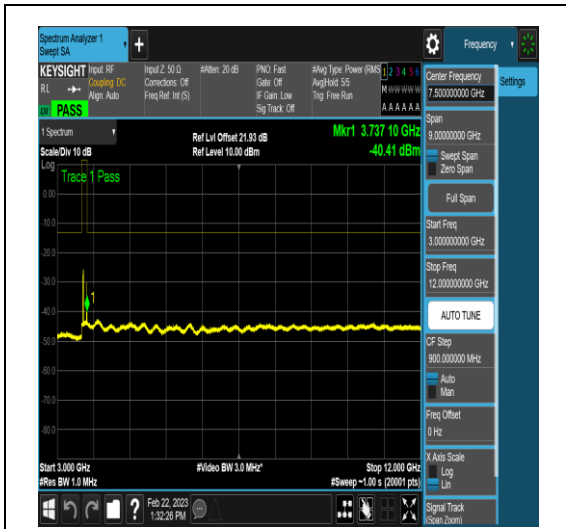 Spectrum Analyzer 1
Swept SA
Frequency
KEYSIGHT
RL
Input: RF
Coupling: DC
Align: Auto
Input Z: 50 Ω
Corrections: Off
Freq Ref: Int (S)
#Atten: 20 dB
PNO: Fast
Gate: Off
IF Gain: Low
Sig Track: Off
#Avg Type: Power (RMS
Avg|Hold: 5/5
Trig: Free Run
1 2 3 4 5 6
M W W W W W
A A A A A A
PASS
1 Spectrum
Scale/Div 10 dB
Ref Lvl Offset 21.93 dB
Ref Level 10.00 dBm
Mkr1 3.737 10 GHz
-40.41 dBm
Log
Trace 1 Pass
0.00
-10.0
-20.0
-30.0
-40.0
-50.0
-60.0
-70.0
-80.0
1
Start 3.000 GHz
#Res BW 1.0 MHz
#Video BW 3.0 MHz*
Stop 12.000 GHz
#Sweep ~1.00 s (20001 pts)
Feb 22, 2023
1:32:26 PM
Settings
Center Frequency
7.500000000 GHz
Span
9.00000000 GHz
Swept Span
Zero Span
Full Span
Start Freq
3.000000000 GHz
Stop Freq
12.000000000 GHz
AUTO TUNE
CF Step
900.000000 MHz
Auto
Man
Freq Offset
0 Hz
X Axis Scale
Log
Lin
Signal Track
(Span Zoom)